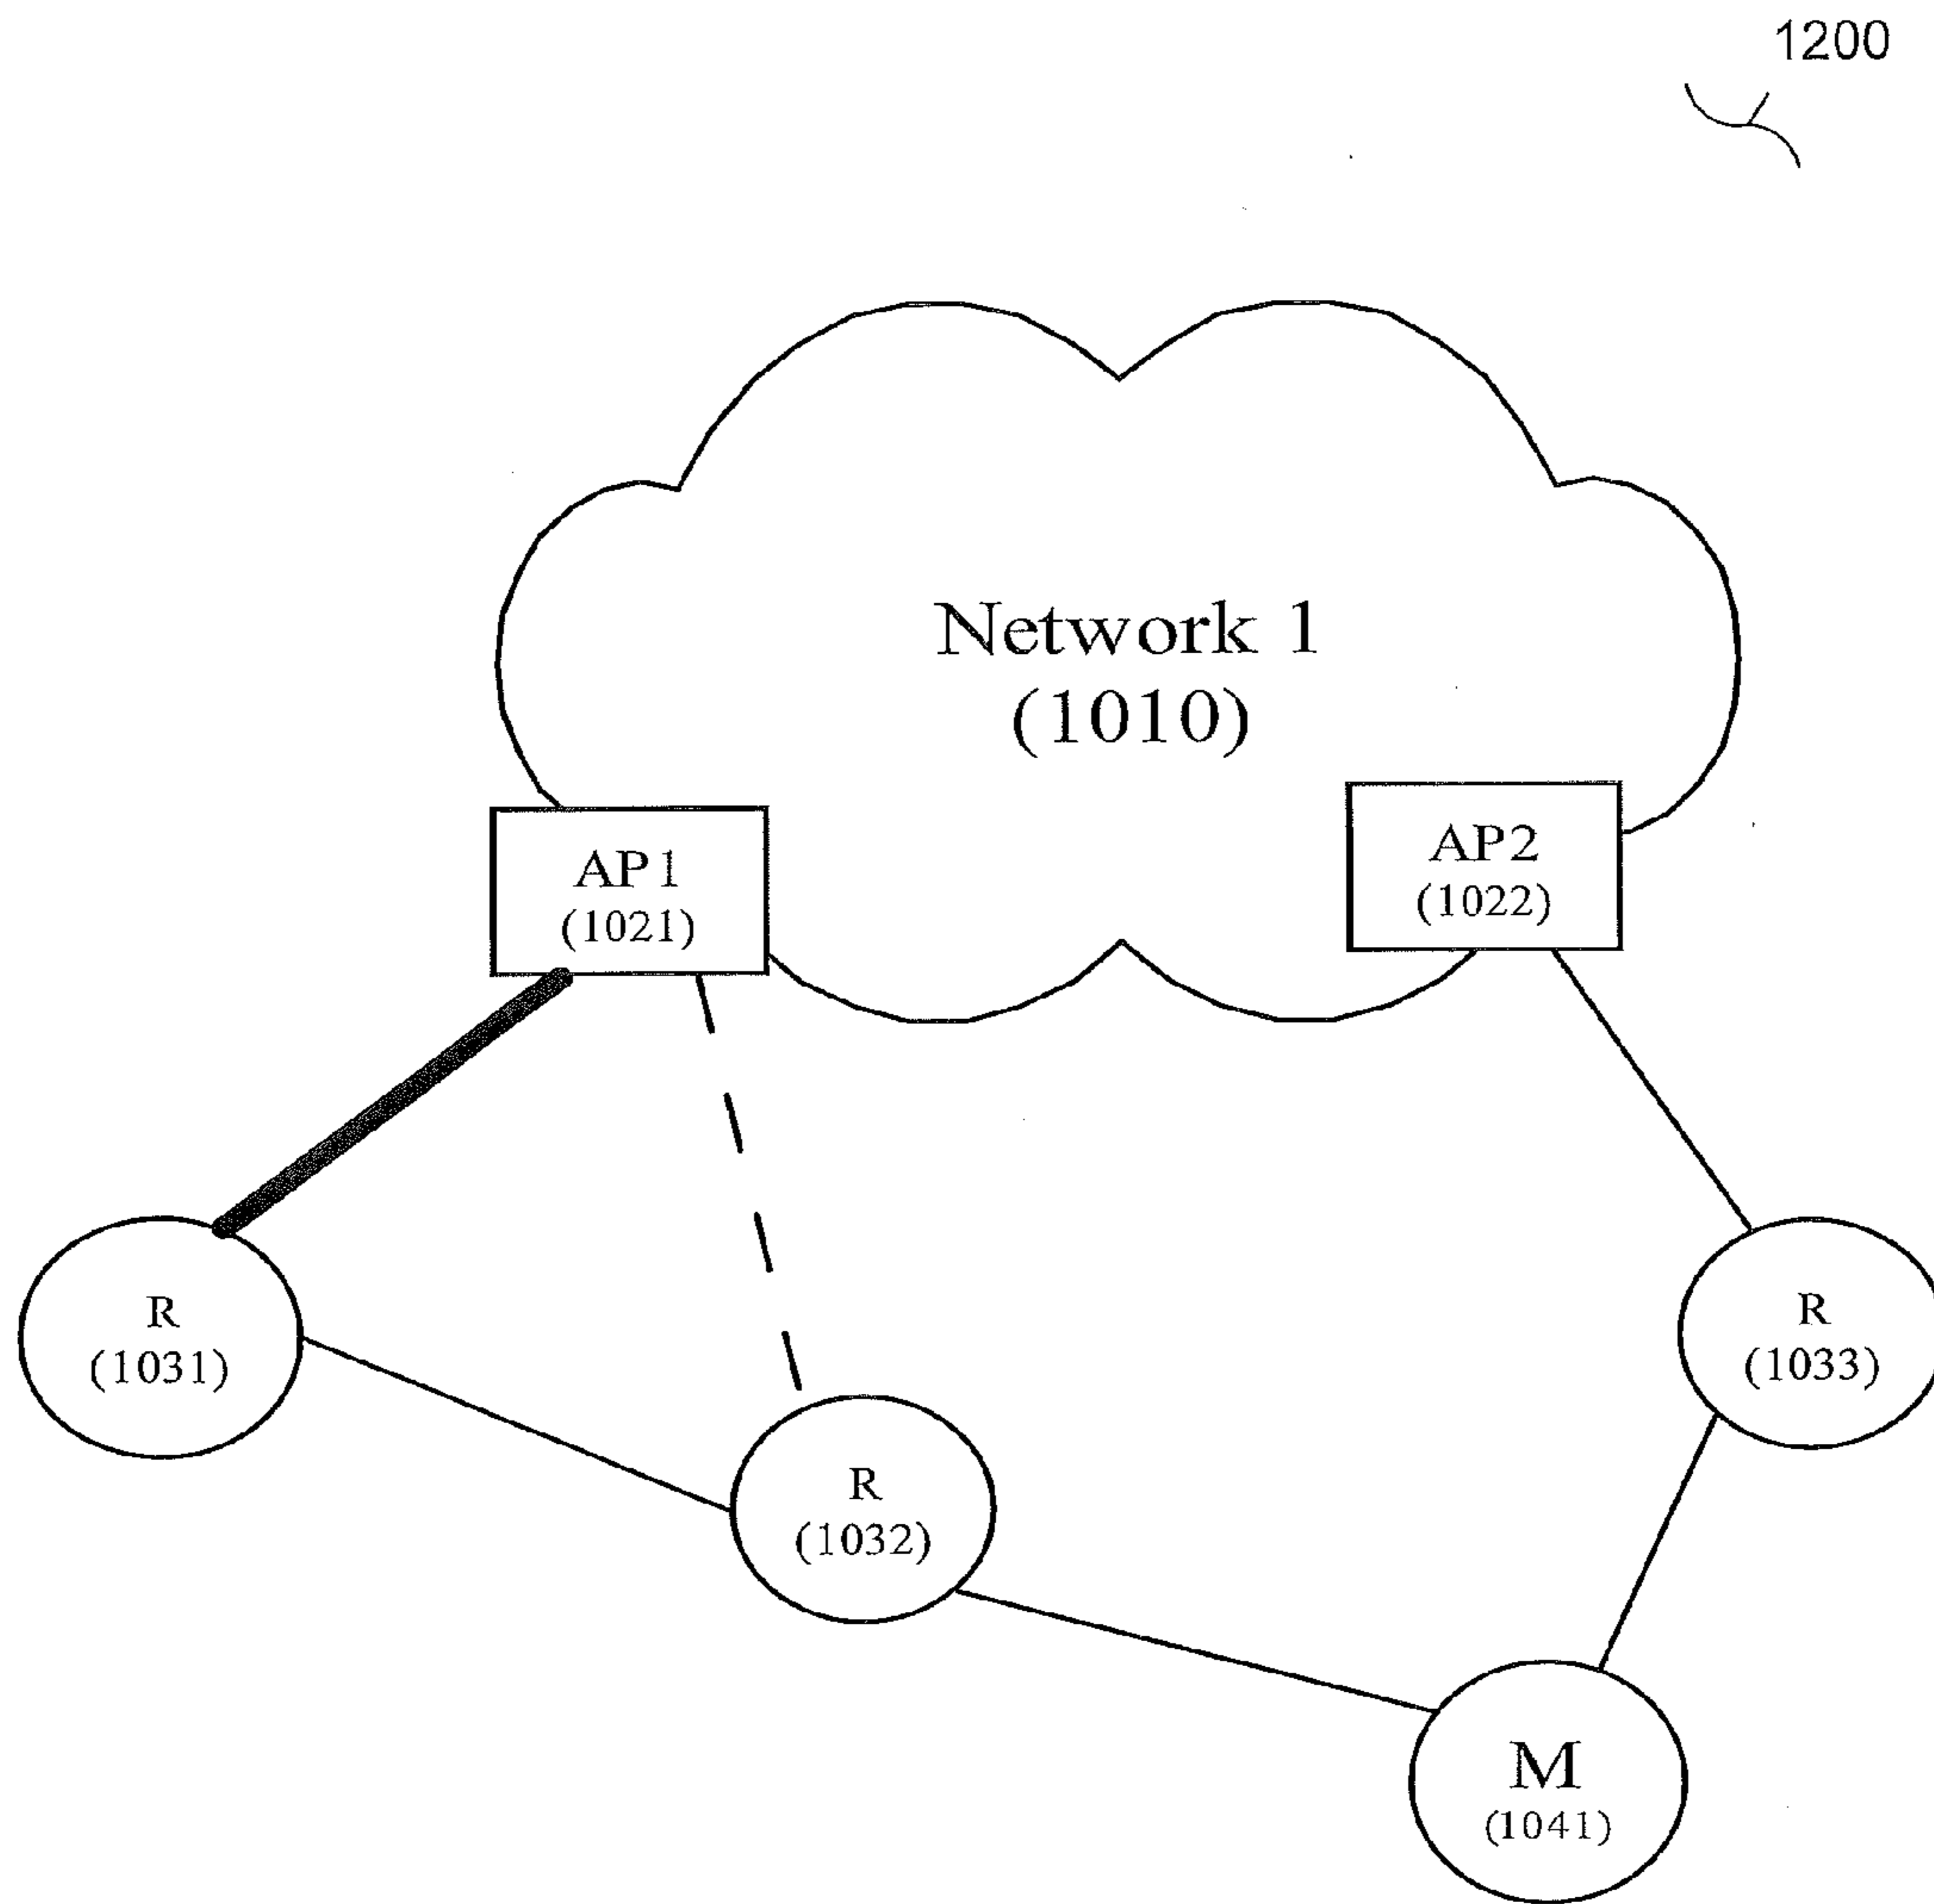 1200
Network 1
(1010)
AP1
(1021)
AP2
(1022)
R
(1031)
R
(1033)
R
(1032)
M
(1041)